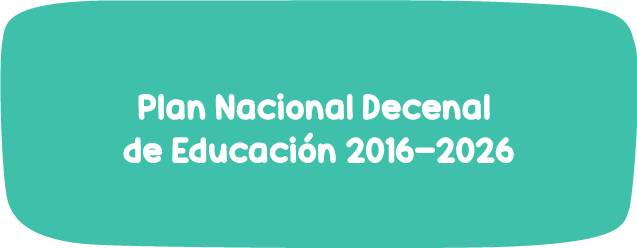 Plan Nacional Decenal
de Educación 2016–2026